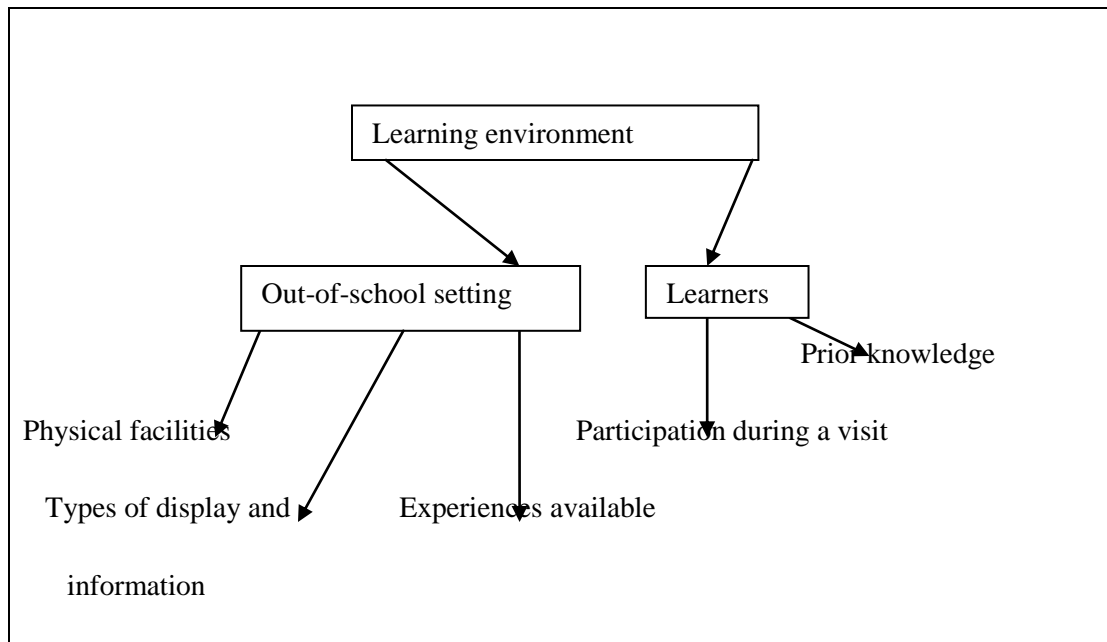 Learning environment
Out-of-school setting
Learners
Prior knowledge
Physical facilities
Participation during a visit
Types of display and
information
Experiences available